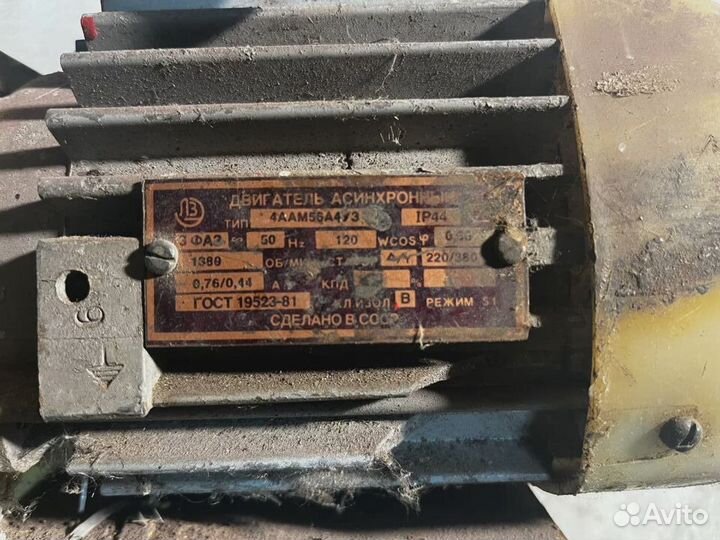 ДВИГАТЕЛЬ АСИНХРОННЫ
ТИП 4ААМ56А4У3 IP44
3 ФАЗ 50 Hz 120 W COS φ
1380 ОБ/МИН Δ/Y 220/380
0,76/0,44 А КПД %
ГОСТ 19523-81 КЛ ИЗОЛ. В РЕЖИМ S1
СДЕЛАНО В СССР
Avito